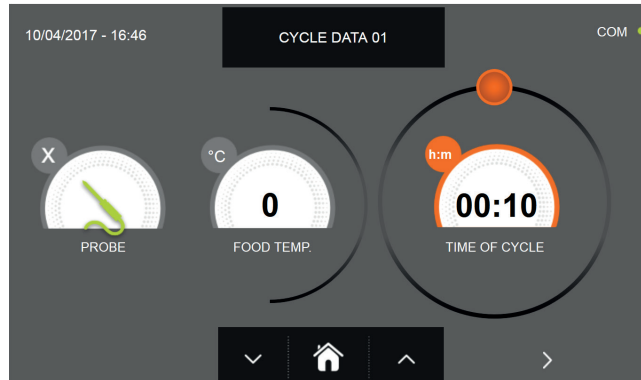 10/04/2017 - 16:46
CYCLE DATA 01
COM
X
°C
h:m
0
00:10
PROBE
FOOD TEMP.
TIME OF CYCLE